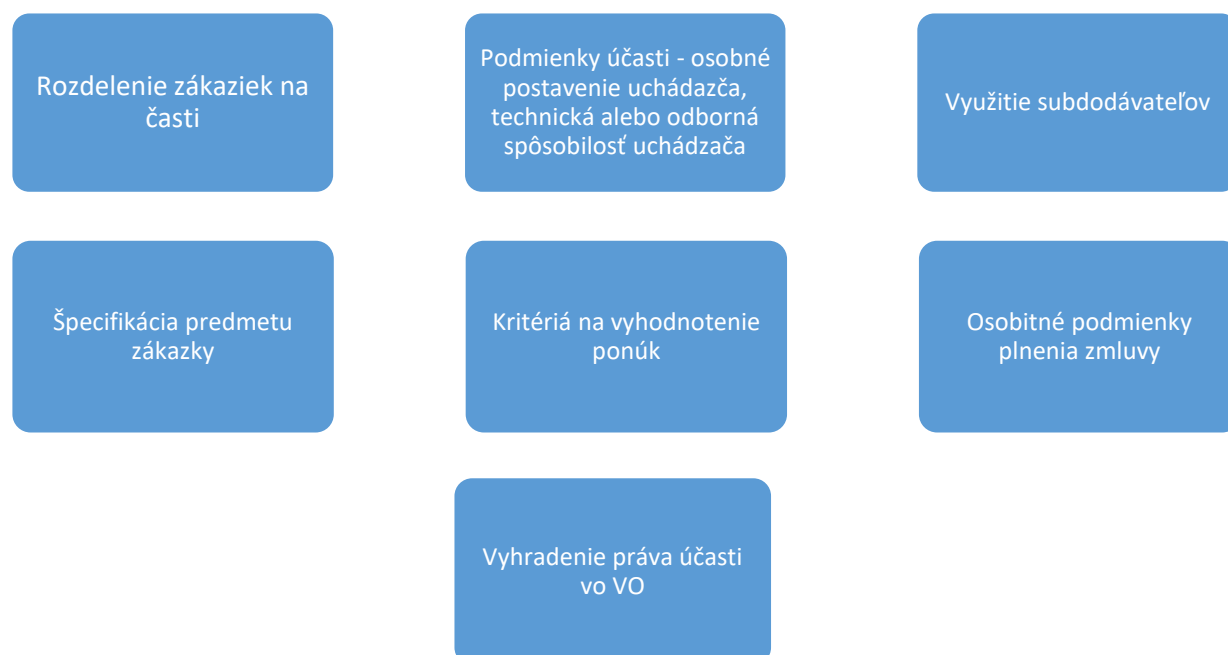 Rozdelenie zákaziek na
časti
Podmienky účasti - osobné
postavenie uchádazča,
technická alebo odborná
spôsobilosť uchádzača
Využitie subdodávateľov
Špecifikácia predmetu
zákazky
Kritériá na vyhodnotenie
ponúk
Osobitné podmienky
plnenia zmluvy
Vyhradenie práva účasti
vo VO